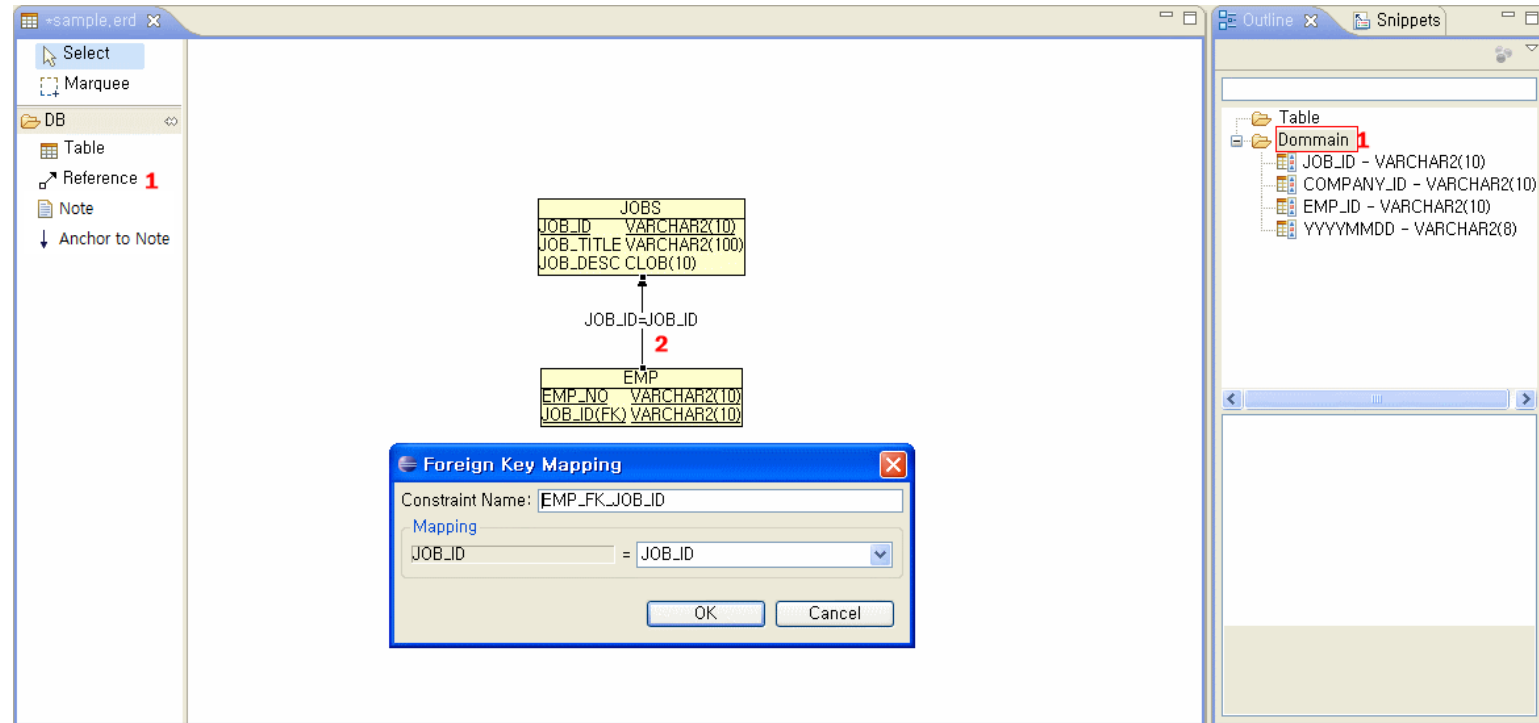 *sample.erd
Select
Marquee
DB
Table
Reference 1
Note
Anchor to Note
JOBS
JOB_ID VARCHAR2(10)
JOB_TITLE VARCHAR2(100)
JOB_DESC CLOB(10)
JOB_ID=JOB_ID
2
EMP
EMP_NO VARCHAR2(10)
JOB_ID(FK) VARCHAR2(10)
Foreign Key Mapping
Constraint Name: EMP_FK_JOB_ID
Mapping
JOB_ID = JOB_ID
OK Cancel
Outline Snippets
Table
Dommain 1
JOB_ID - VARCHAR2(10)
COMPANY_ID - VARCHAR2(10)
EMP_ID - VARCHAR2(10)
YYYYMMDD - VARCHAR2(8)